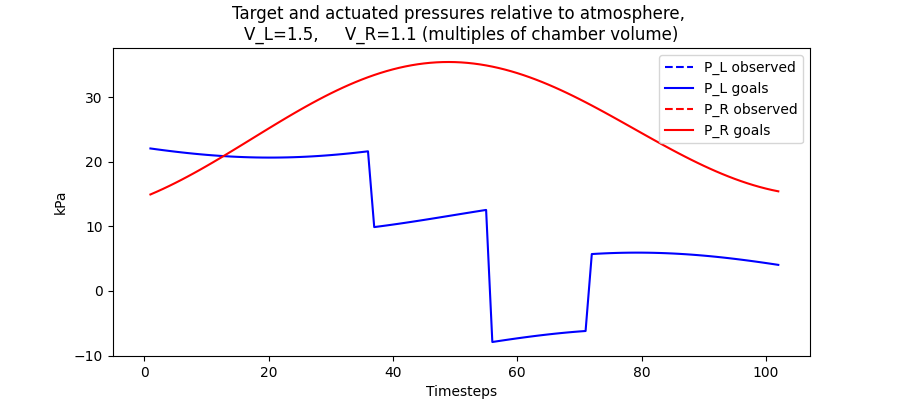 Target and actuated pressures relative to atmosphere,
V_L=1.5,     V_R=1.1 (multiples of chamber volume)
P_L observed
P_L goals
P_R observed
P_R goals
30
20
10
0
−10
kPa
0 20 40 60 80 100
Timesteps